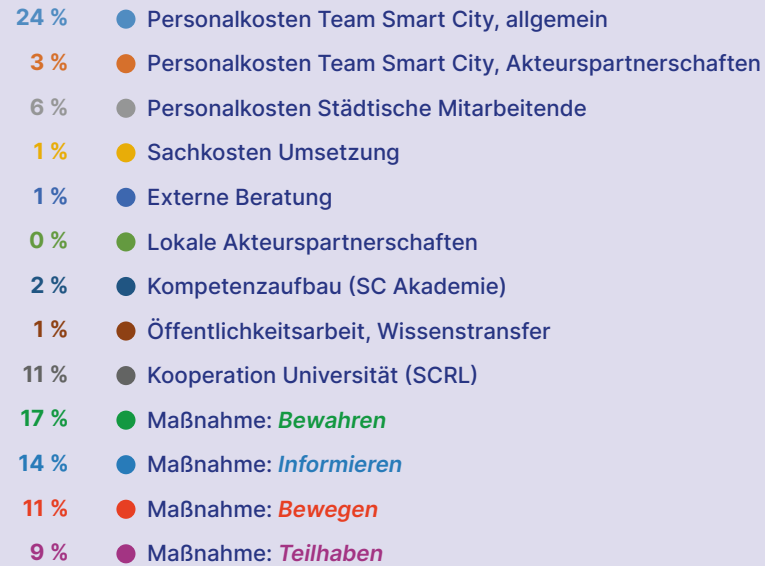 24 % Personalkosten Team Smart City, allgemein
3 % Personalkosten Team Smart City, Akteurspartnerschaften
6 % Personalkosten Städtische Mitarbeitende
1 % Sachkosten Umsetzung
1 % Externe Beratung
0 % Lokale Akteurspartnerschaften
2 % Kompetenzaufbau (SC Akademie)
1 % Öffentlichkeitsarbeit, Wissenstransfer
11 % Kooperation Universität (SCRL)
17 % Maßnahme: Bewahren
14 % Maßnahme: Informieren
11 % Maßnahme: Bewegen
9 % Maßnahme: Teilhaben